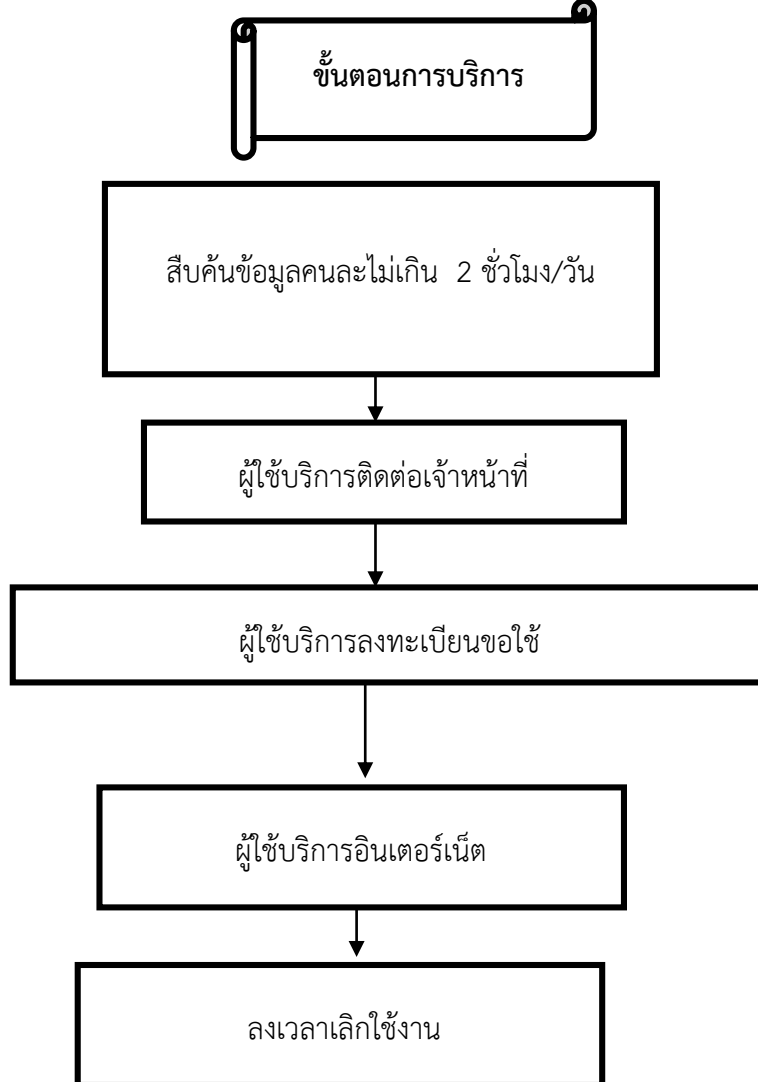 ขั้นตอนการบริการ
สืบค้นข้อมูลคนละไม่เกิน 2 ชั่วโมง/วัน
ผู้ใช้บริการติดต่อเจ้าหน้าที่
ผู้ใช้บริการลงทะเบียนขอใช้
ผู้ใช้บริการอินเตอร์เน็ต
ลงเวลาเลิกใช้งาน